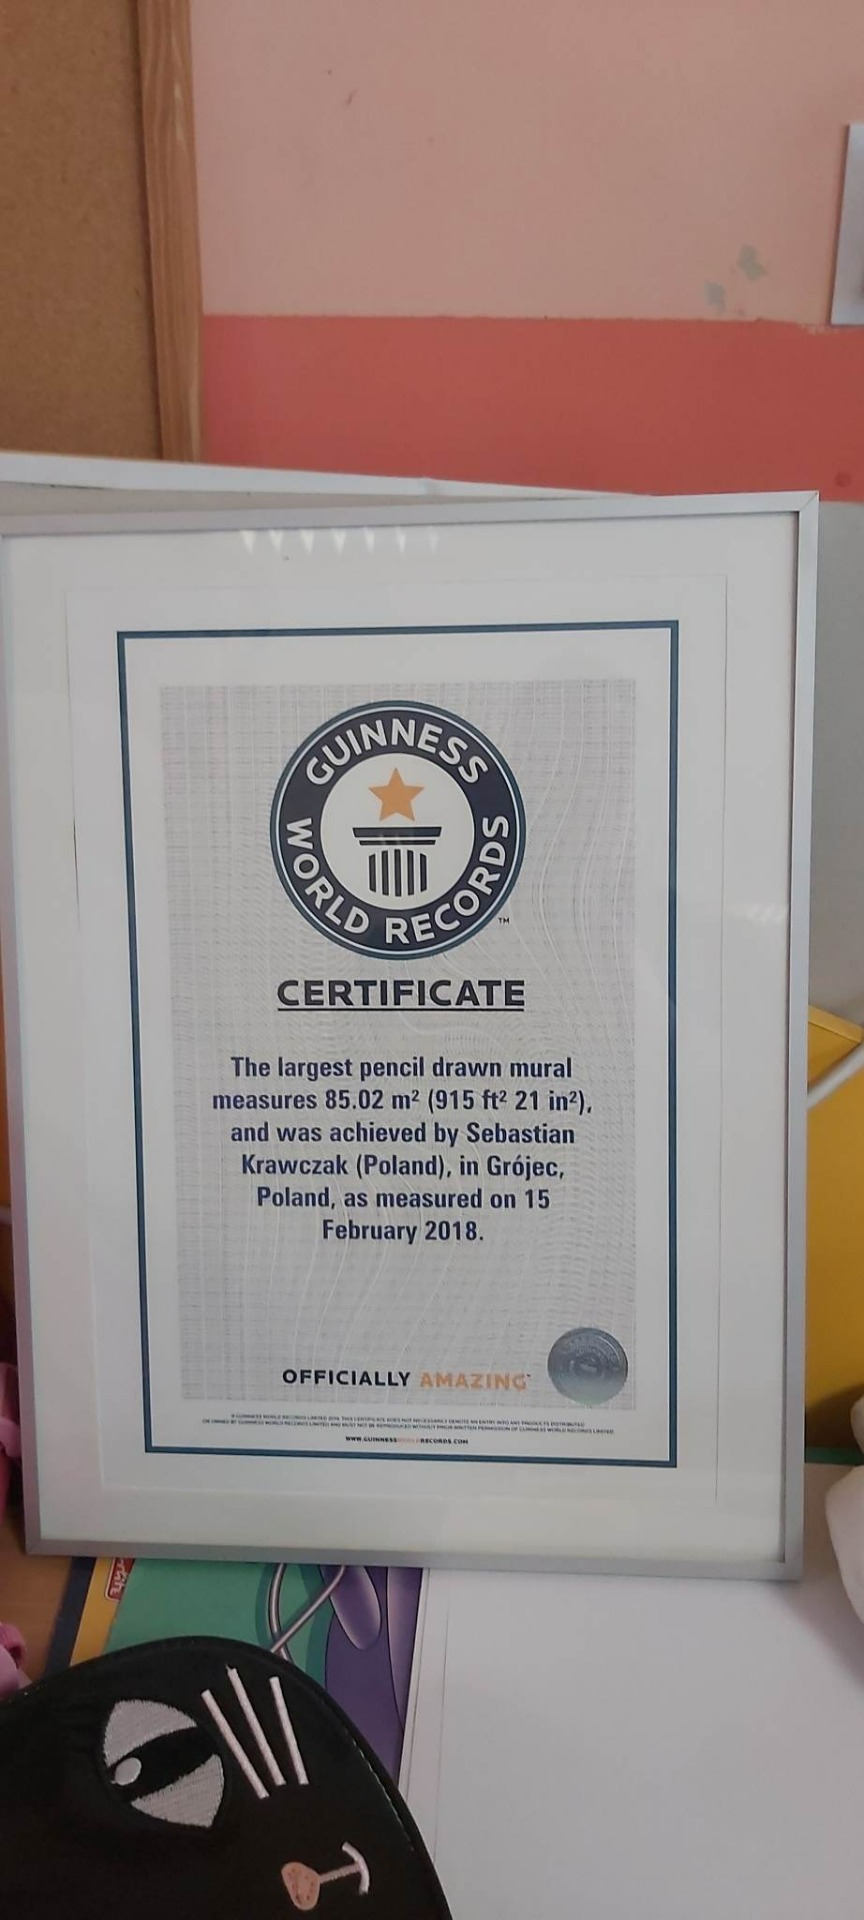 GUINNESS
WORLD RECORDS
TM
CERTIFICATE
The largest pencil drawn mural
measures 85.02 m² (915 ft² 21 in²),
and was achieved by Sebastian
Krawczak (Poland), in Grójec,
Poland, as measured on 15
February 2018.
OFFICIALLY AMAZING
WWW.GUINNESSWORLDRECORDS.COM